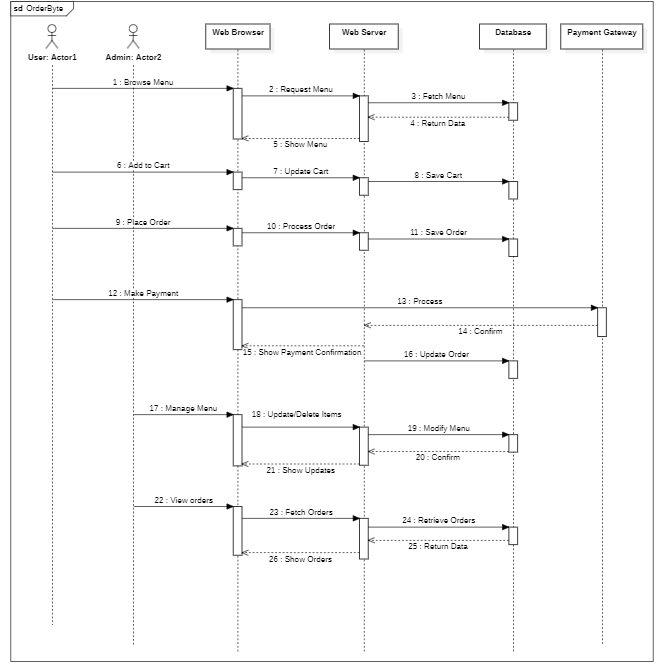 sd OrderByte
User: Actor1
Admin: Actor2
Web Browser
Web Server
Database
Payment Gateway
1 : Browse Menu
2 : Request Menu
3 : Fetch Menu
4 : Return Data
5 : Show Menu
6 : Add to Cart
7 : Update Cart
8 : Save Cart
9 : Place Order
10 : Process Order
11 : Save Order
12 : Make Payment
13 : Process
14 : Confirm
15 : Show Payment Confirmation
16 : Update Order
17 : Manage Menu
18 : Update/Delete Items
19 : Modify Menu
20 : Confirm
21 : Show Updates
22 : View orders
23 : Fetch Orders
24 : Retrieve Orders
25 : Return Data
26 : Show Orders